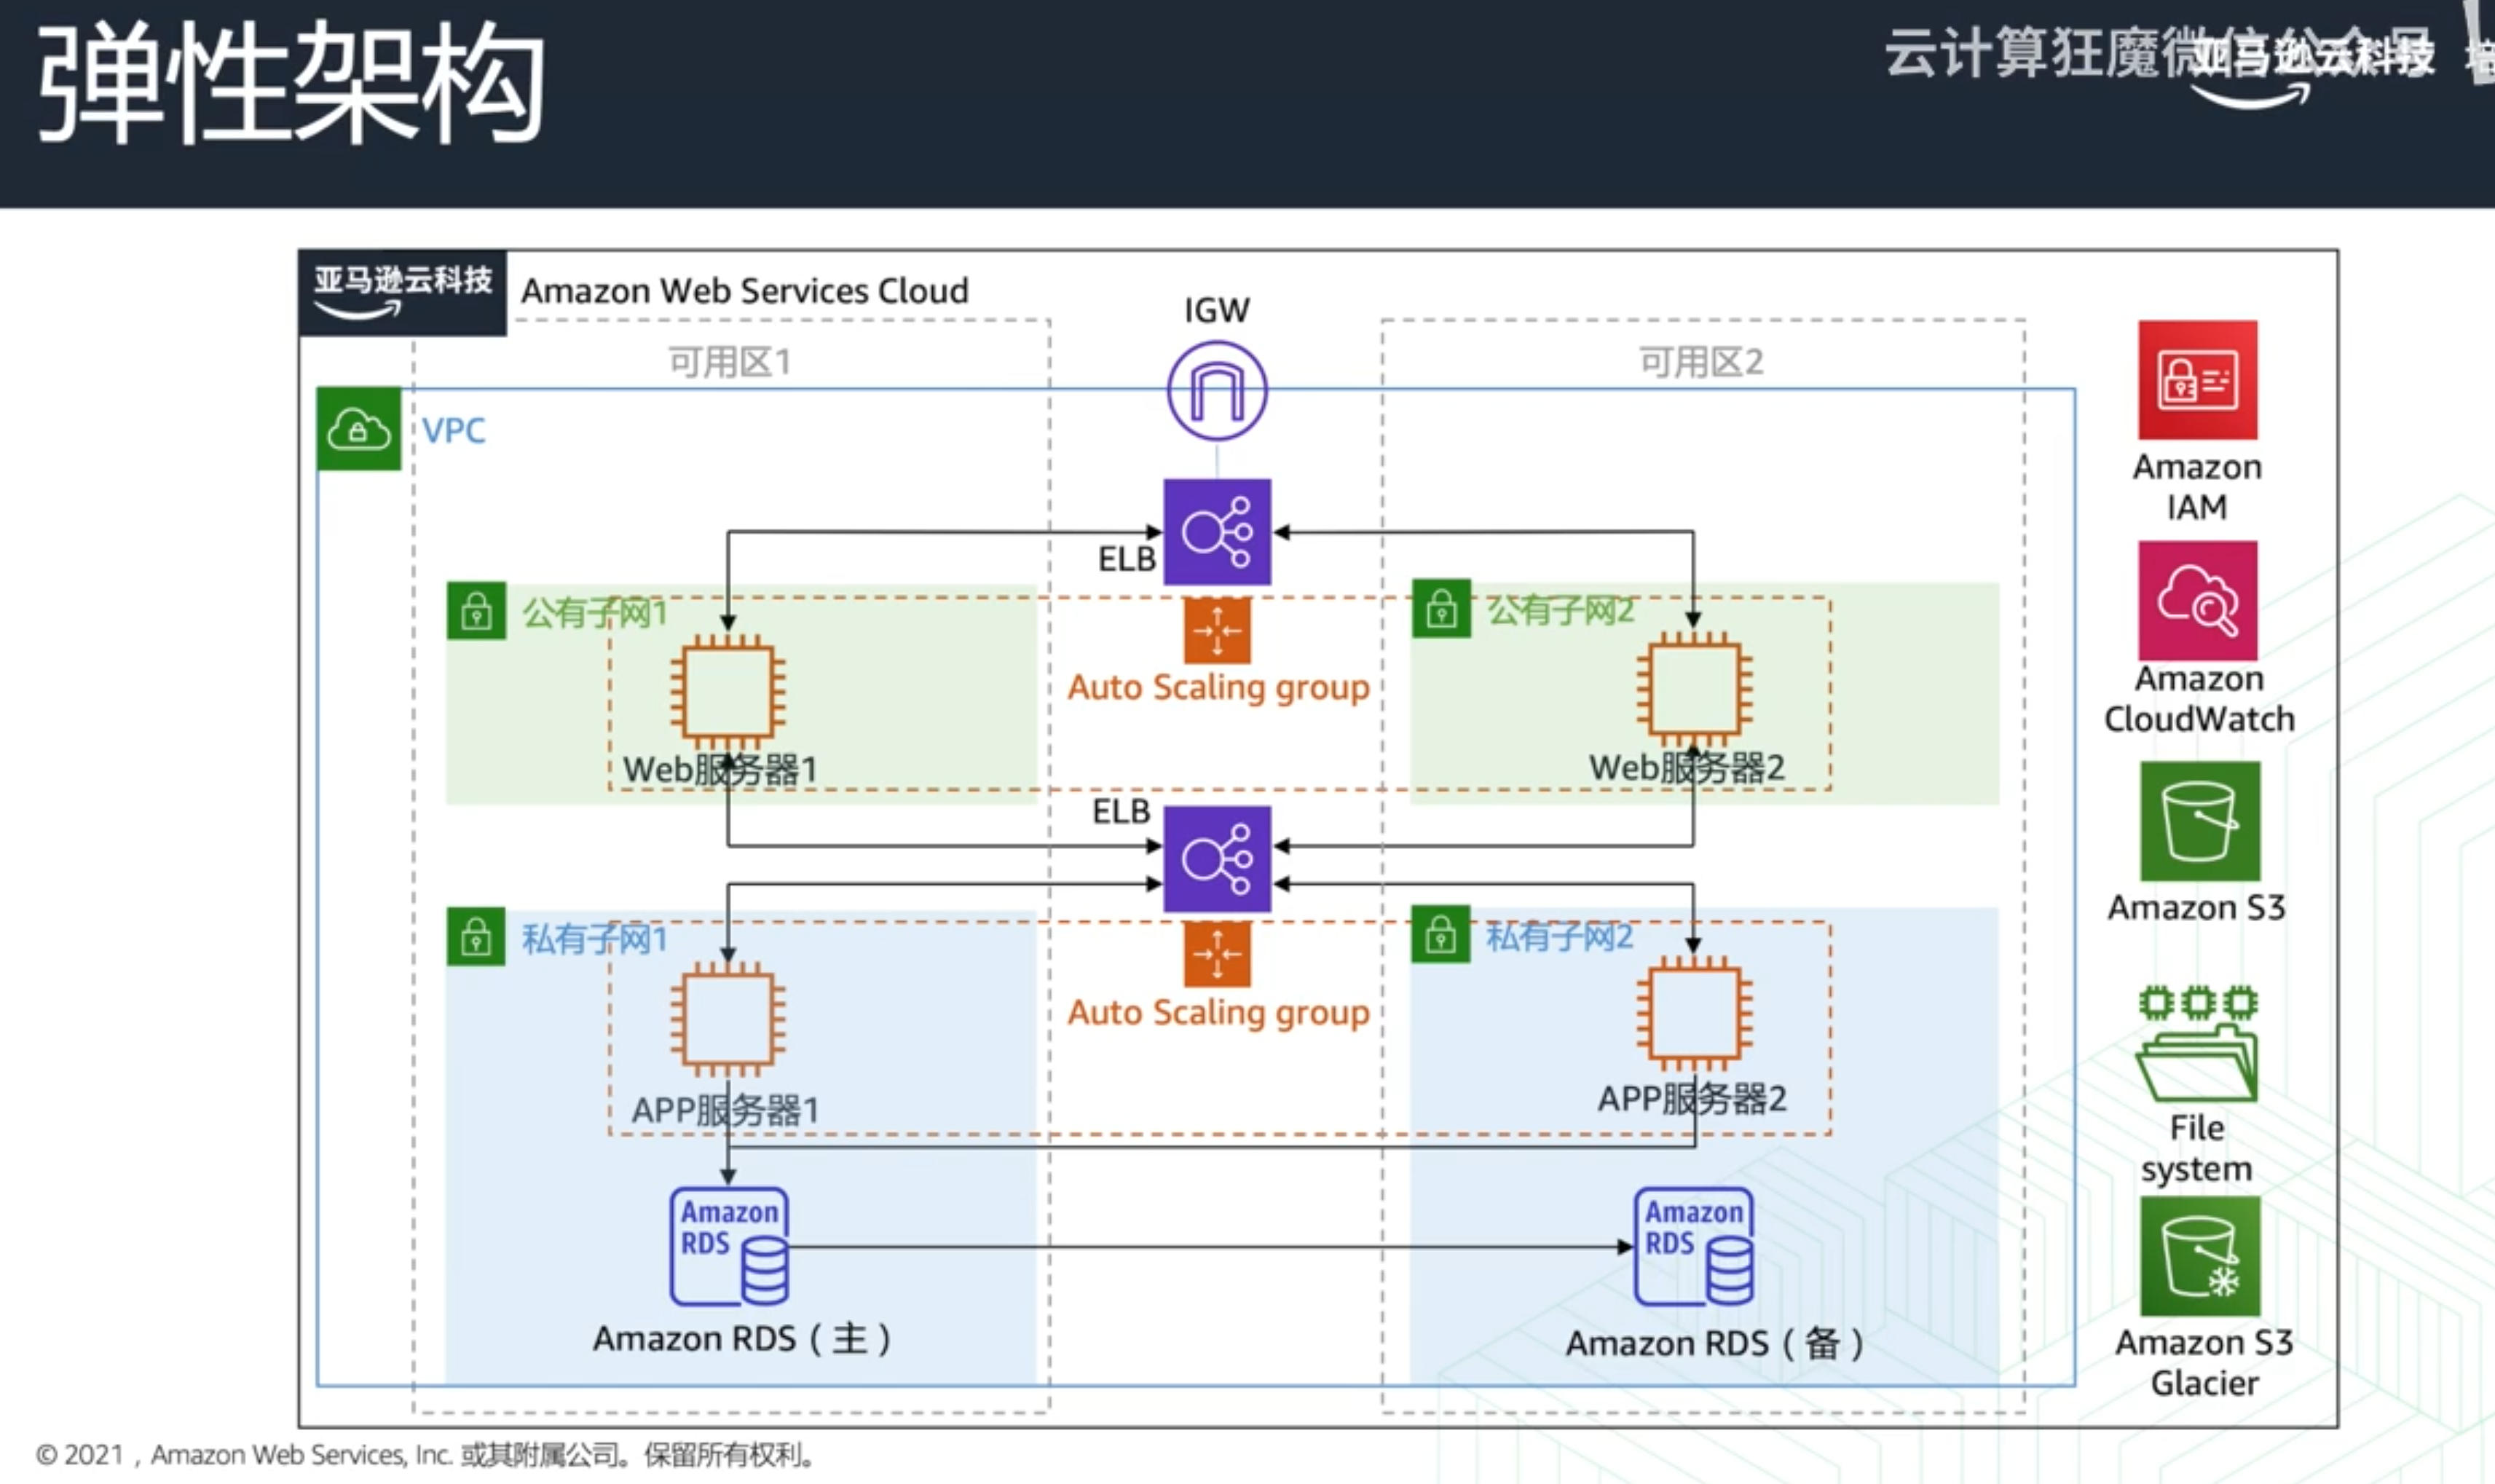 弹性架构
云计算狂魔微信公众号
亚马逊云科技
亚马逊云科技
Amazon Web Services Cloud
IGW
可用区1
可用区2
VPC
ELB
公有子网1
公有子网2
Auto Scaling group
Web服务器1
Web服务器2
ELB
私有子网1
私有子网2
Auto Scaling group
APP服务器1
APP服务器2
Amazon
RDS
Amazon
RDS
Amazon RDS（主）
Amazon RDS（备）
Amazon
IAM
Amazon
CloudWatch
Amazon S3
File
system
Amazon S3
Glacier
© 2021，Amazon Web Services, Inc. 或其附属公司。保留所有权利。